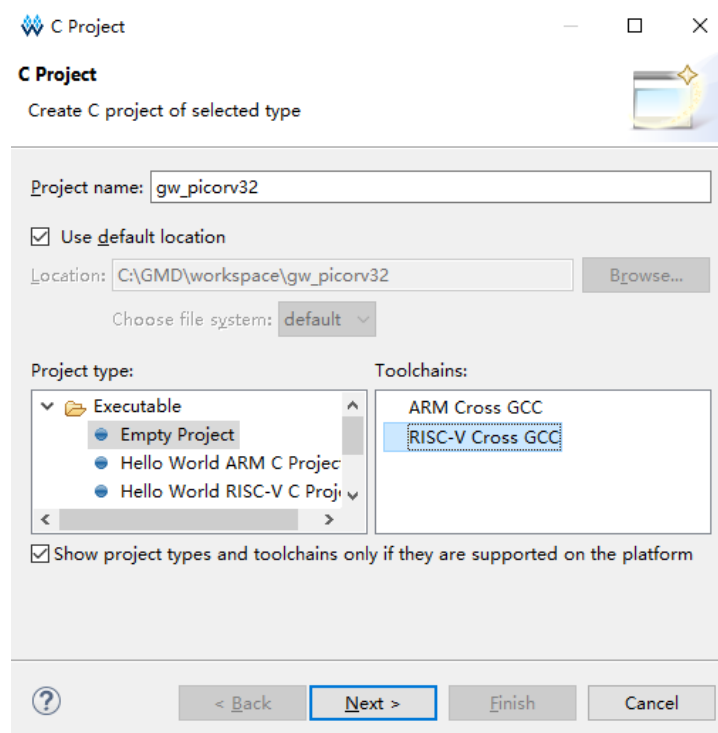 C Project
C Project
Create C project of selected type
Project name: gw_picorv32
Use default location
Location: C:\GMD\workspace\gw_picorv32 Browse...
Choose file system: default
Project type: Toolchains:
Executable ARM Cross GCC
Empty Project RISC-V Cross GCC
Hello World ARM C Projec
Hello World RISC-V C Proj
Show project types and toolchains only if they are supported on the platform
? < Back Next > Finish Cancel